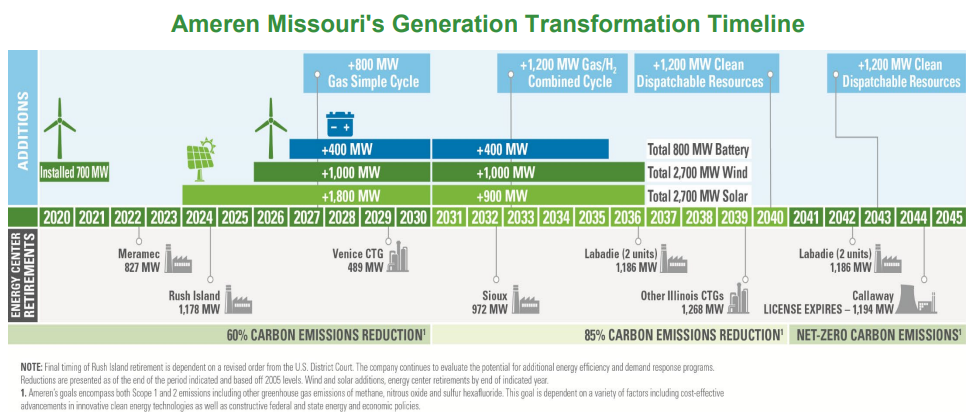 Ameren Missouri's Generation Transformation Timeline
ADDITIONS
+800 MW
Gas Simple Cycle
+1,200 MW Gas/H₂
Combined Cycle
+1,200 MW Clean
Dispatchable Resources
+1,200 MW Clean
Dispatchable Resources
+400 MW
+400 MW
Total 800 MW Battery
Installed 700 MW
+1,000 MW
+1,000 MW
Total 2,700 MW Wind
+1,800 MW
+900 MW
Total 2,700 MW Solar
2020 2021 2022 2023 2024 2025 2026 2027 2028 2029 2030 2031 2032 2033 2034 2035 2036 2037 2038 2039 2040 2041 2042 2043 2044 2045
ENERGY CENTER
RETIREMENTS
Meramec
827 MW
Rush Island
1,178 MW
Venice CTG
489 MW
Sioux
972 MW
Labadie (2 units)
1,186 MW
Other Illinois CTGs
1,268 MW
Labadie (2 units)
1,186 MW
Callaway
LICENSE EXPIRES – 1,194 MW
60% CARBON EMISSIONS REDUCTION¹
85% CARBON EMISSIONS REDUCTION¹
NET-ZERO CARBON EMISSIONS¹
NOTE: Final timing of Rush Island retirement is dependent on a revised order from the U.S. District Court. The company continues to evaluate the potential for additional energy efficiency and demand response programs.
Reductions are presented as of the end of the period indicated and based off 2005 levels. Wind and solar additions, energy center retirements by end of indicated year.
1. Ameren's goals encompass both Scope 1 and 2 emissions including other greenhouse gas emissions of methane, nitrous oxide and sulfur hexafluoride. This goal is dependent on a variety of factors including cost-effective
advancements in innovative clean energy technologies as well as constructive federal and state energy and economic policies.